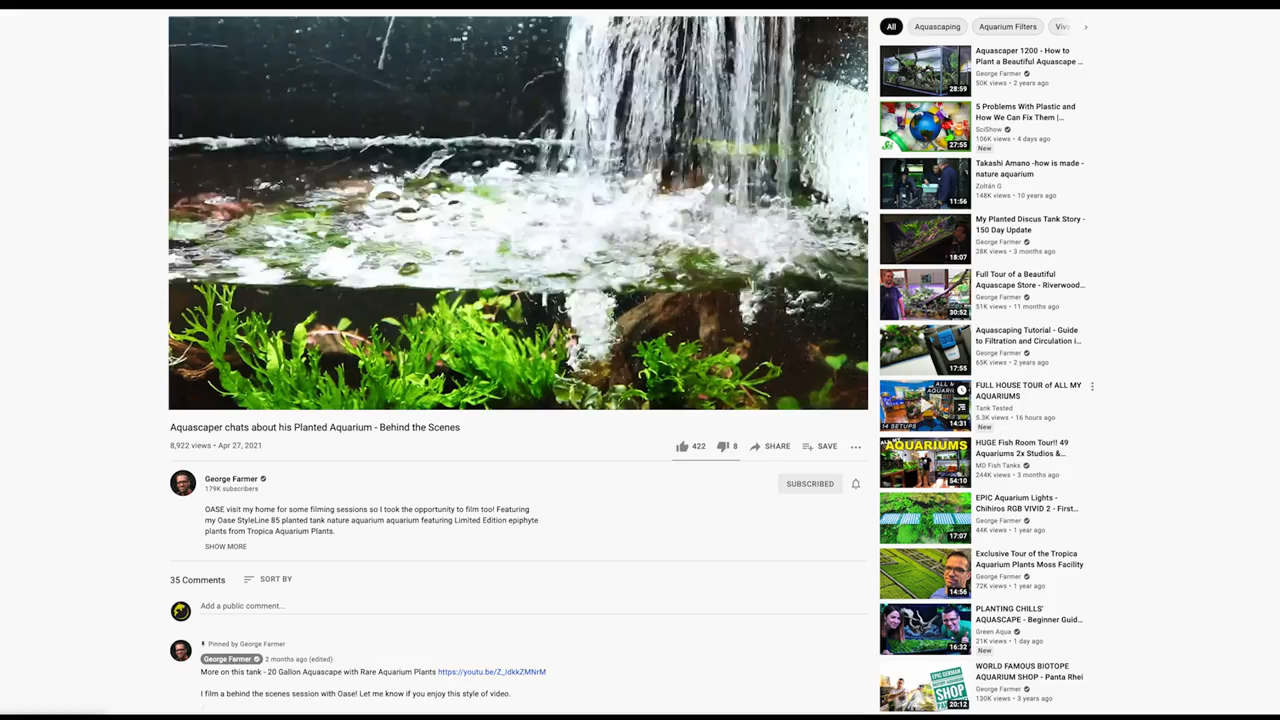 Aquascaper chats about his Planted Aquarium - Behind the Scenes
8,922 views • Apr 27, 2021
422
8
SHARE
SAVE
George Farmer
179K subscribers
SUBSCRIBED
OASE visit my home for some filming sessions so I took the opportunity to film too! Featuring
my Oase StyleLine 85 planted tank nature aquarium aquarium featuring Limited Edition epiphyte
plants from Tropica Aquarium Plants.
SHOW MORE
35 Comments
SORT BY
Add a public comment...
Pinned by George Farmer
George Farmer
2 months ago (edited)
More on this tank - 20 Gallon Aquascape with Rare Aquarium Plants https://youtu.be/Z_IdkkZMNrM
I film a behind the scenes session with Oase! Let me know if you enjoy this style of video.
All
Aquascaping
Aquarium Filters
Aquascaper 1200 - How to
Plant a Beautiful Aquascape ...
George Farmer
50K views • 2 years ago
28:59
5 Problems With Plastic and
How We Can Fix Them |...
SciShow
106K views • 4 days ago
New
27:55
Takashi Amano -how is made -
nature aquarium
Zoltán G
148K views • 10 years ago
11:56
My Planted Discus Tank Story -
150 Day Update
George Farmer
28K views • 3 months ago
18:07
Full Tour of a Beautiful
Aquascape Store - Riverwood...
George Farmer
51K views • 11 months ago
30:52
Aquascaping Tutorial - Guide
to Filtration and Circulation i...
George Farmer
65K views • 2 years ago
17:55
FULL HOUSE TOUR of ALL MY
AQUARIUMS
Tank Tested
5.3K views • 16 hours ago
New
14 SETUPS
14:31
HUGE Fish Room Tour!! 49
Aquariums 2x Studios &...
MD Fish Tanks
244K views • 3 months ago
AQUARIUMS
54:10
EPIC Aquarium Lights -
Chihiros RGB VIVID 2 - First...
George Farmer
44K views • 1 year ago
17:07
Exclusive Tour of the Tropica
Aquarium Plants Moss Facility
George Farmer
72K views • 1 year ago
14:56
PLANTING CHILLS'
AQUASCAPE - Beginner Guid...
Green Aqua
21K views • 1 day ago
New
16:32
WORLD FAMOUS BIOTOPE
AQUARIUM SHOP - Panta Rhei
George Farmer
130K views • 3 years ago
EPIC GERMAN
SHOP
20:12